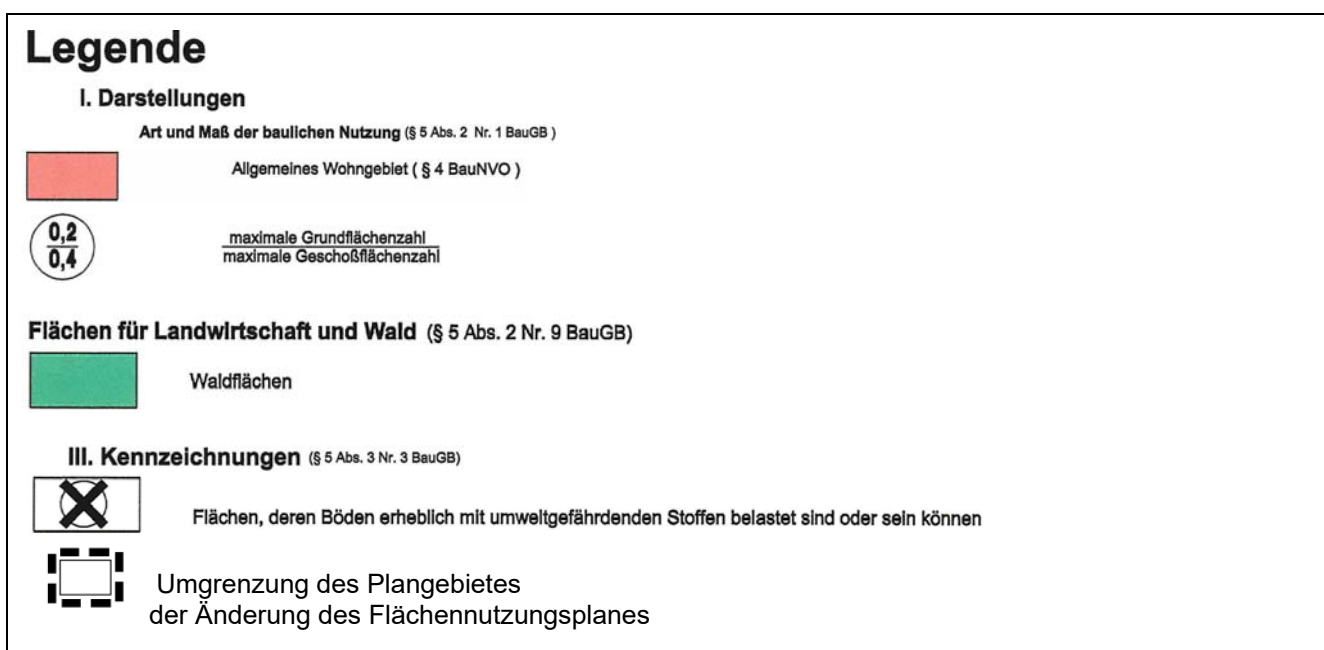 Legende
I. Darstellungen
Art und Maß der baulichen Nutzung (§ 5 Abs. 2 Nr. 1 BauGB )
Allgemeines Wohngebiet ( § 4 BauNVO )
0,2
0,4
maximale Grundflächenzahl
maximale Geschoßflächenzahl
Flächen für Landwirtschaft und Wald (§ 5 Abs. 2 Nr. 9 BauGB)
Waldflächen
III. Kennzeichnungen (§ 5 Abs. 3 Nr. 3 BauGB)
Flächen, deren Böden erheblich mit umweltgefährdenden Stoffen belastet sind oder sein können
Umgrenzung des Plangebietes
der Änderung des Flächennutzungsplanes